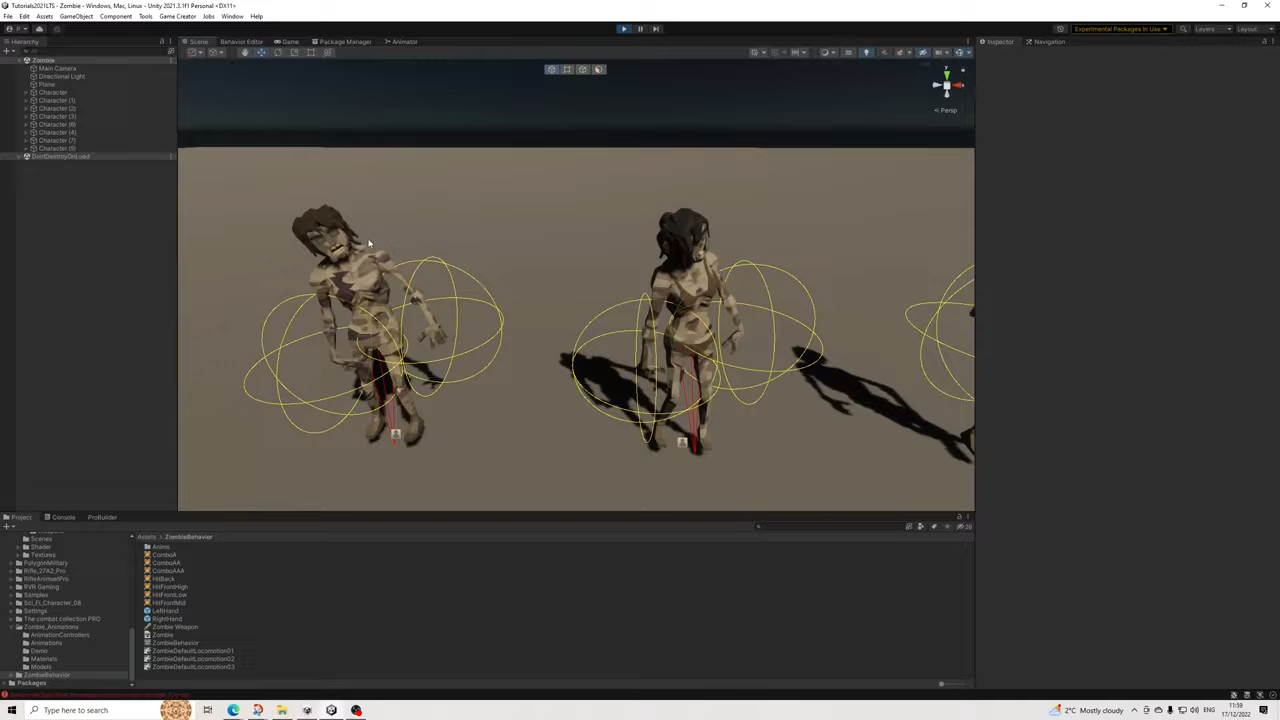 Tutorials2021LTS - Zombie - Windows, Mac, Linux - Unity 2021.3.1f1 Personal <DX11>
File Edit Assets GameObject Component Tools Game Creator Jobs Window Help
P
Experimental Packages In Use
Layers
Layout
Hierarchy
Scene
Behavior Editor
Game
Package Manager
Animator
Inspector
Navigation
All
Zombie
Main Camera
Directional Light
Plane
Character
Character (1)
Character (2)
Character (3)
Character (6)
Character (4)
Character (7)
Character (5)
DontDestroyOnLoad
y
< Persp
Project
Console
ProBuilder
28
Scenes
Shader
Textures
PolygonMilitary
Rifle_27A2_Pro
RifleAnimsetPro
RVR Gaming
Samples
Sci_Fi_Character_08
Settings
The combat collection PRO
Zombie_Animations
AnimationControllers
Animations
Demo
Materials
Models
ZombieBehavior
Packages
Assets > ZombieBehavior
Anims
ComboA
ComboAA
ComboAAA
HitBack
HitFrontHigh
HitFrontLow
HitFrontMid
LeftHand
RightHand
Zombie Weapon
Zombie
ZombieBehavior
ZombieDefaultLocomotion01
ZombieDefaultLocomotion02
ZombieDefaultLocomotion03
Type here to search
2°C Mostly cloudy
ENG
11:59
17/12/2022